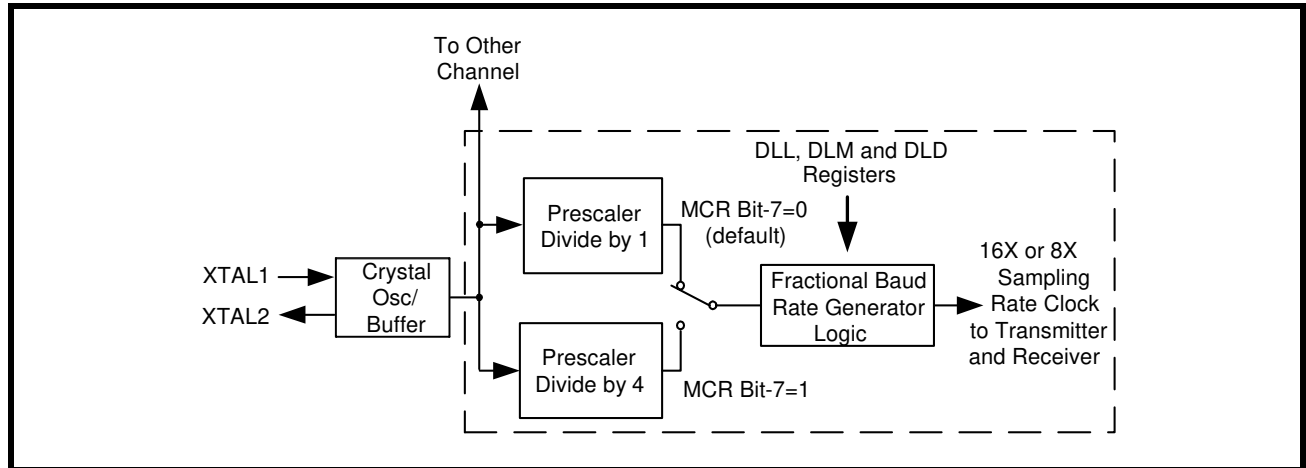 To Other
Channel
DLL, DLM and DLD
Registers
Prescaler
Divide by 1
MCR Bit-7=0
(default)
16X or 8X
Sampling
Rate Clock
to Transmitter
and Receiver
XTAL1
XTAL2
Crystal
Osc/
Buffer
Fractional Baud
Rate Generator
Logic
Prescaler
Divide by 4
MCR Bit-7=1